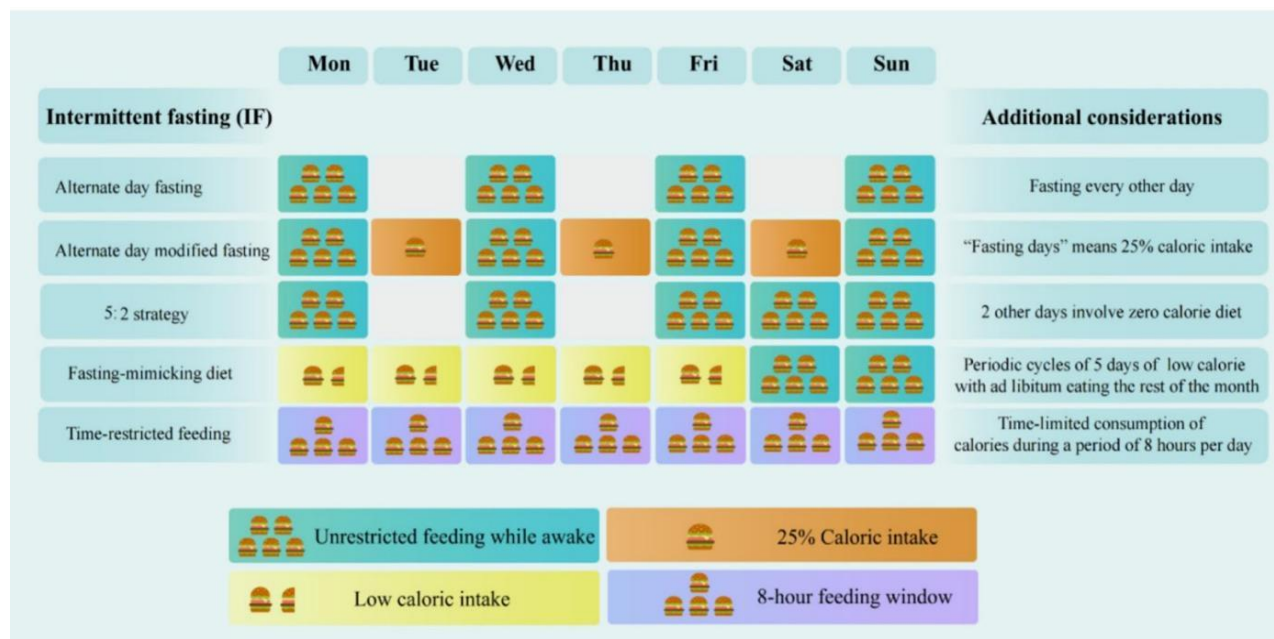 Mon Tue Wed Thu Fri Sat Sun
Intermittent fasting (IF)
Additional considerations
Alternate day fasting
Fasting every other day
Alternate day modified fasting
“Fasting days” means 25% caloric intake
5:2 strategy
2 other days involve zero calorie diet
Fasting-mimicking diet
Periodic cycles of 5 days of low calorie
with ad libitum eating the rest of the month
Time-restricted feeding
Time-limited consumption of
calories during a period of 8 hours per day
Unrestricted feeding while awake
25% Caloric intake
Low caloric intake
8-hour feeding window